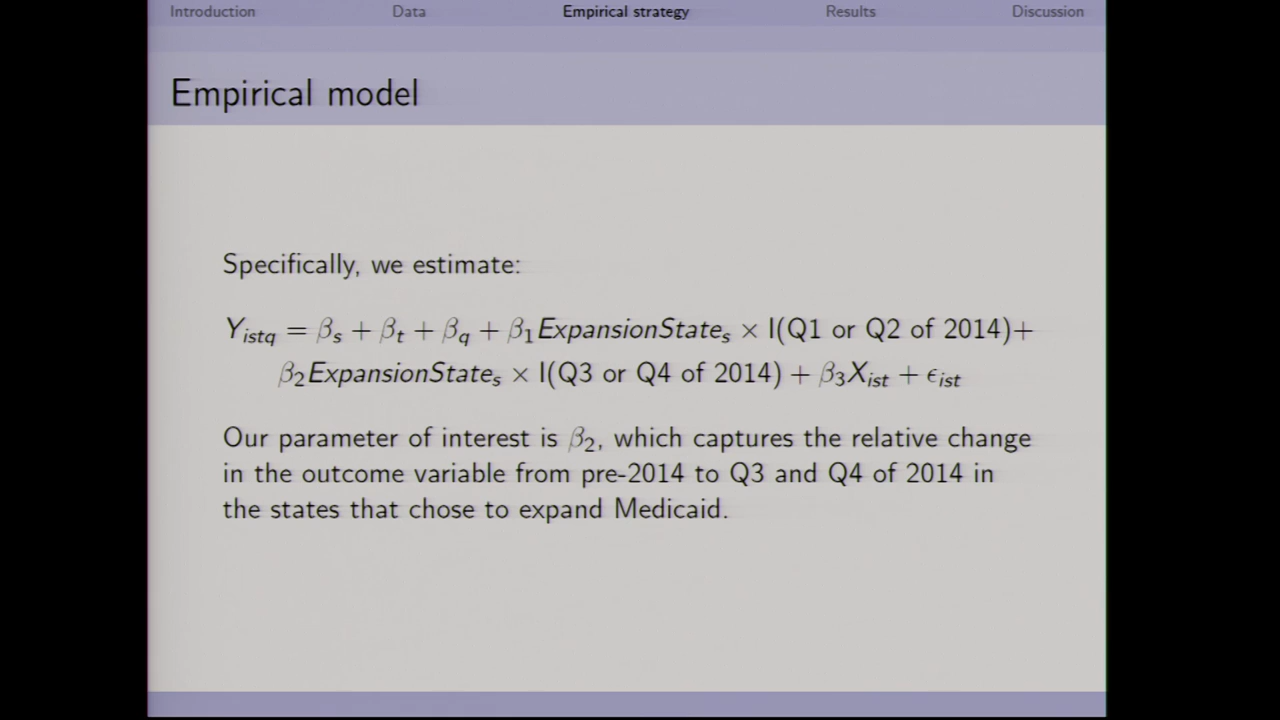 Introduction Data Empirical strategy Results Discussion
Empirical model
Specifically, we estimate:
Y_istq = β_s + β_t + β_q + β_1 ExpansionState_s × I(Q1 or Q2 of 2014)+
β_2 ExpansionState_s × I(Q3 or Q4 of 2014) + β_3 X_ist + ϵ_ist
Our parameter of interest is β_2, which captures the relative change
in the outcome variable from pre-2014 to Q3 and Q4 of 2014 in
the states that chose to expand Medicaid.